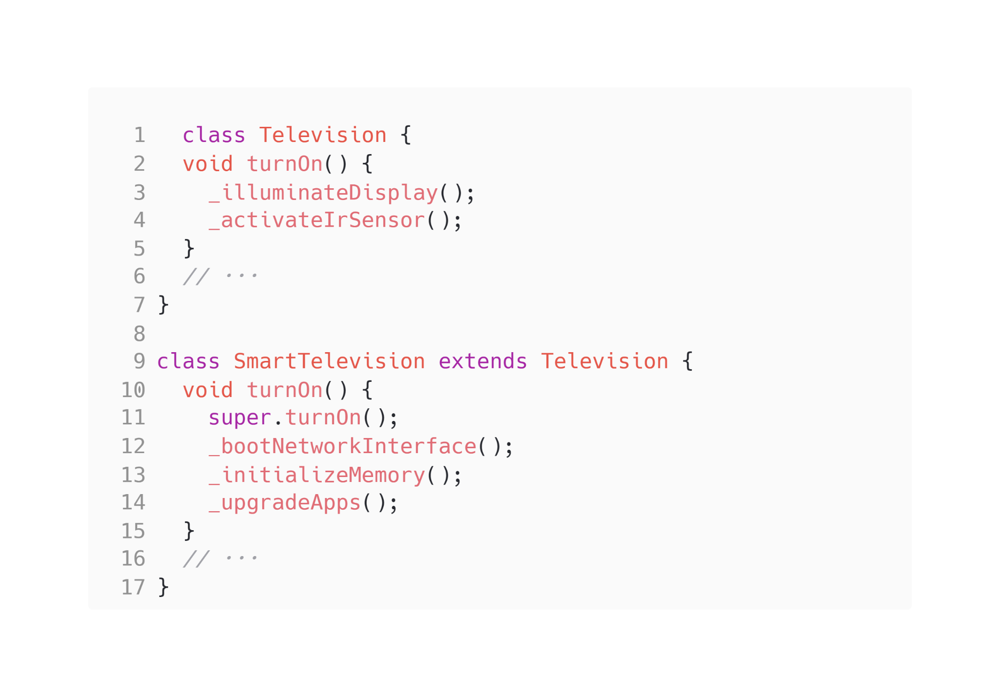 1   class Television {
2   void turnOn() {
3     _illuminateDisplay();
4     _activateIrSensor();
5   }
6   // ···
7 }
8
9 class SmartTelevision extends Television {
10   void turnOn() {
11     super.turnOn();
12     _bootNetworkInterface();
13     _initializeMemory();
14     _upgradeApps();
15   }
16   // ···
17 }